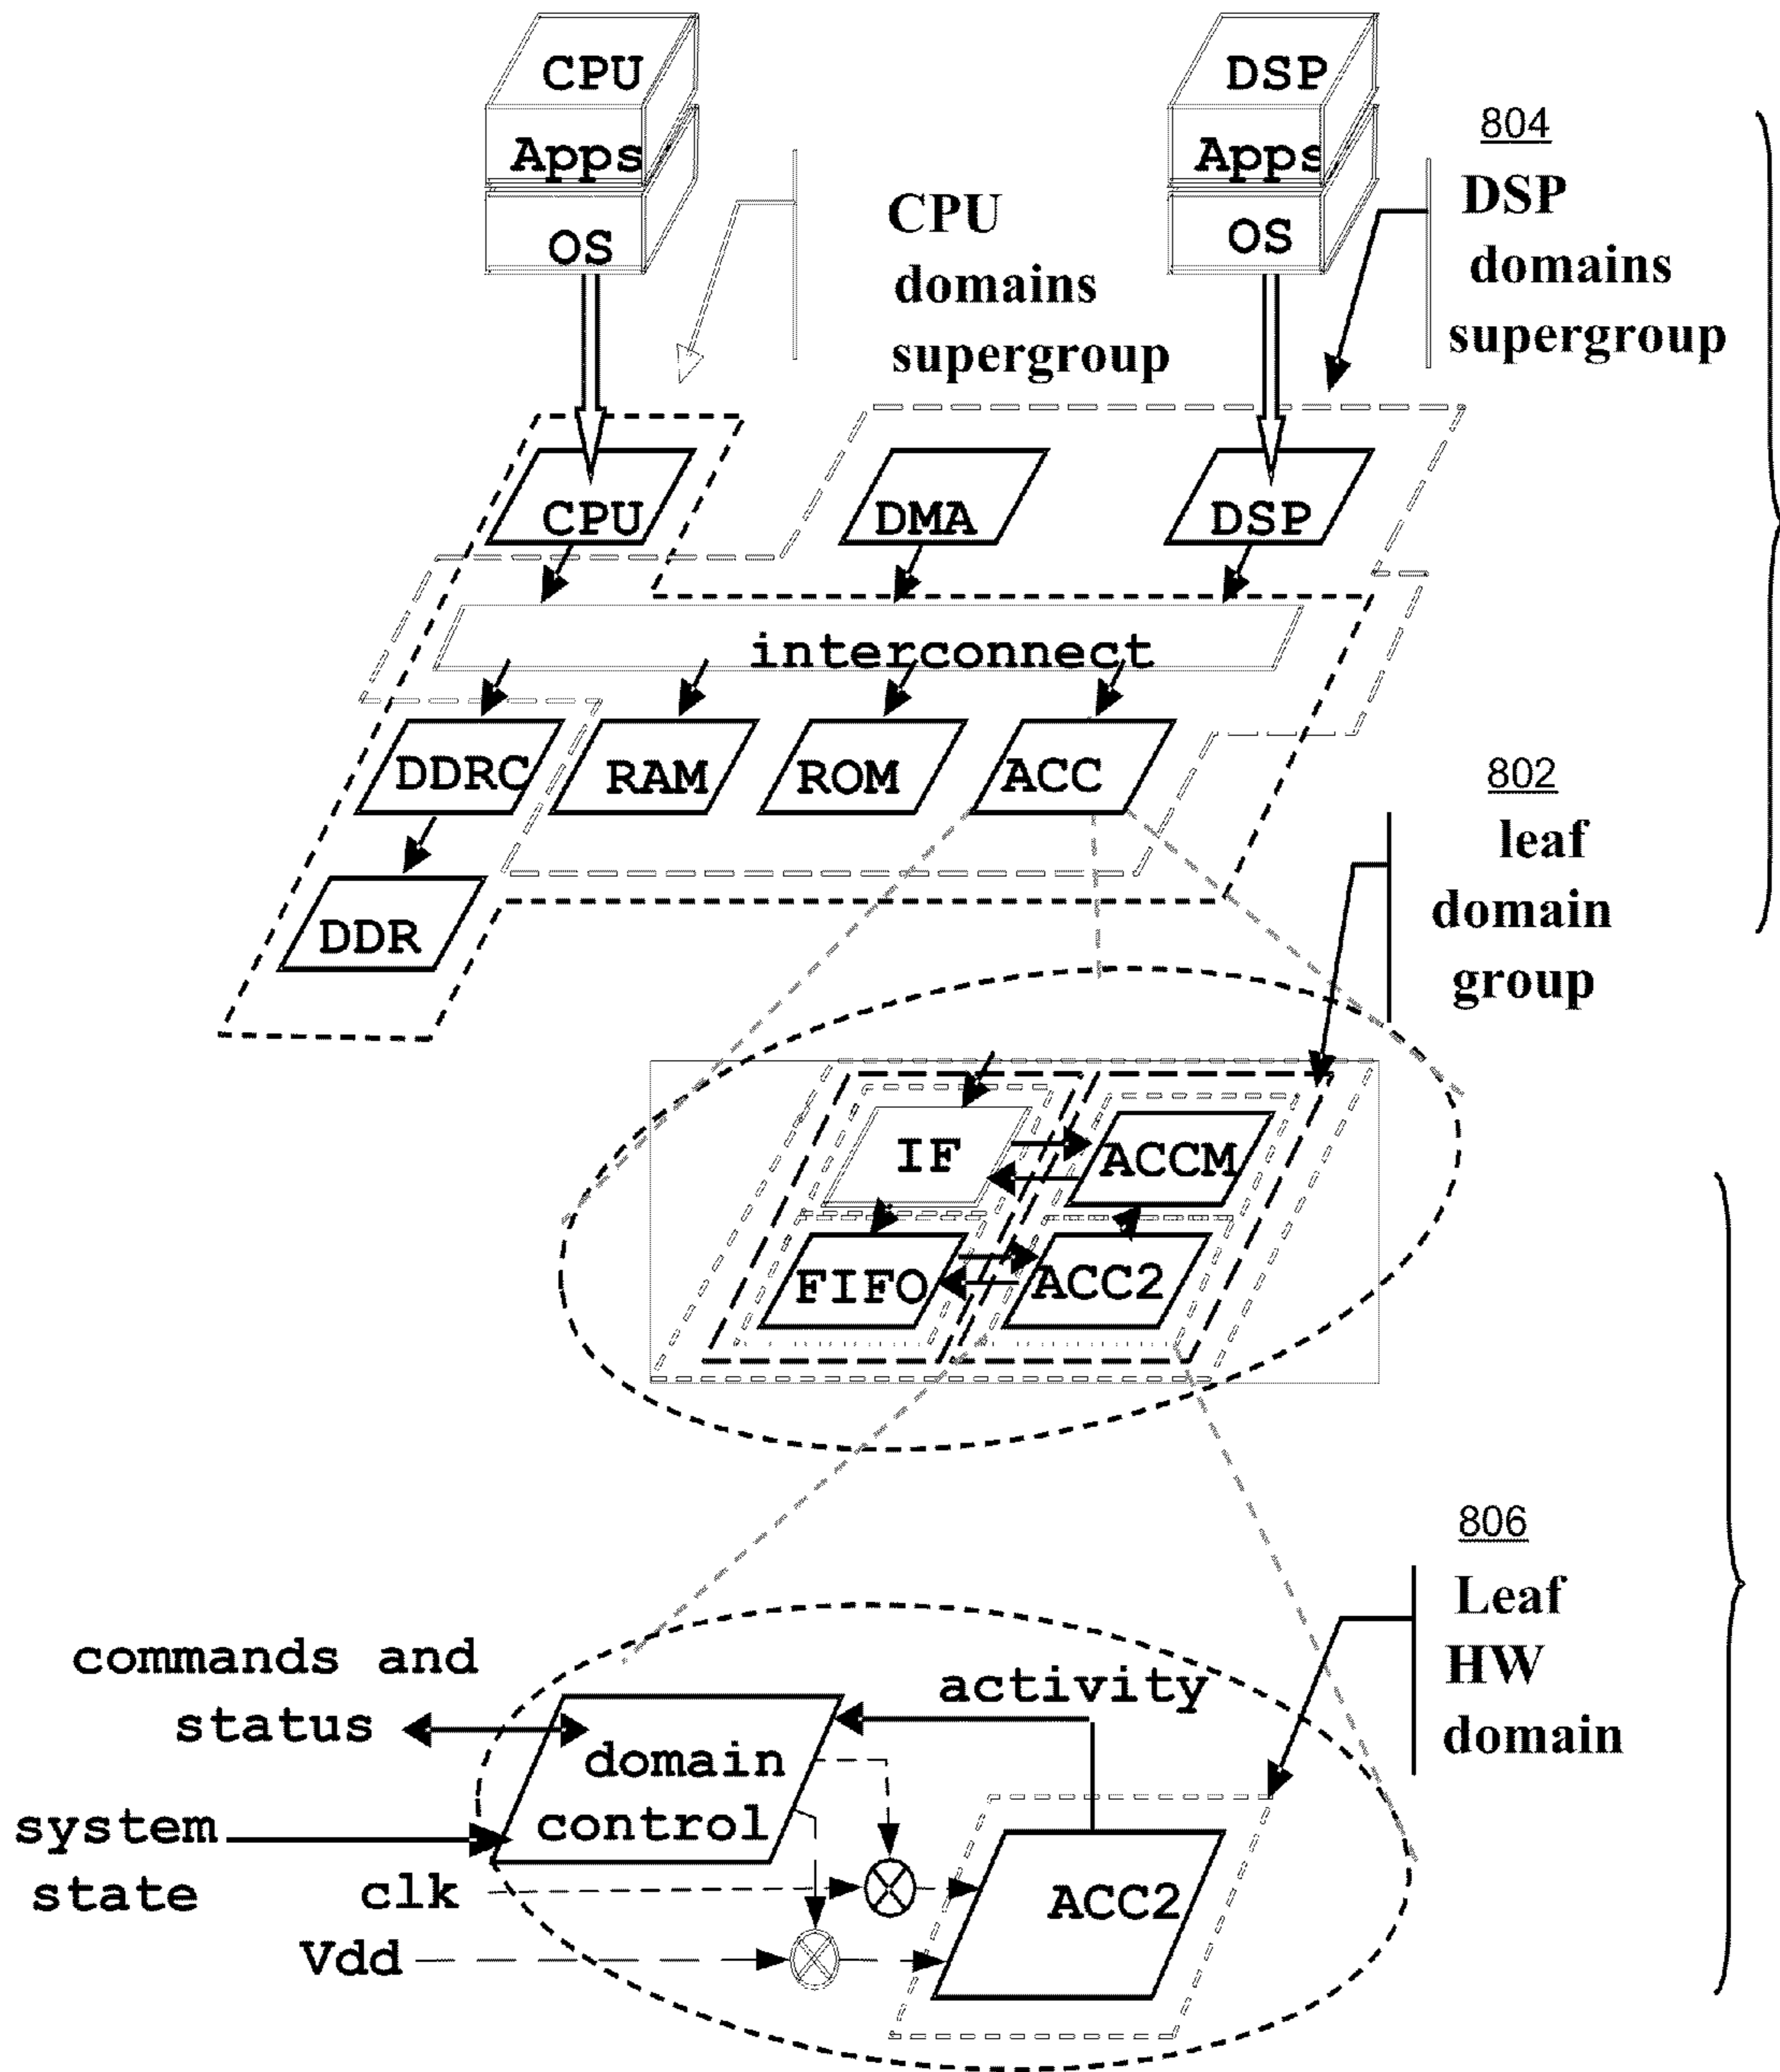 CPU
Apps
OS
DSP
Apps
OS
CPU
domains
supergroup
804
DSP
domains
supergroup
CPU
DMA
DSP
interconnect
DDRC
RAM
ROM
ACC
DDR
802
leaf
domain
group
IF
ACCM
FIFO
ACC2
806
Leaf
HW
domain
commands and
status
activity
domain
control
system
state
clk
Vdd
ACC2